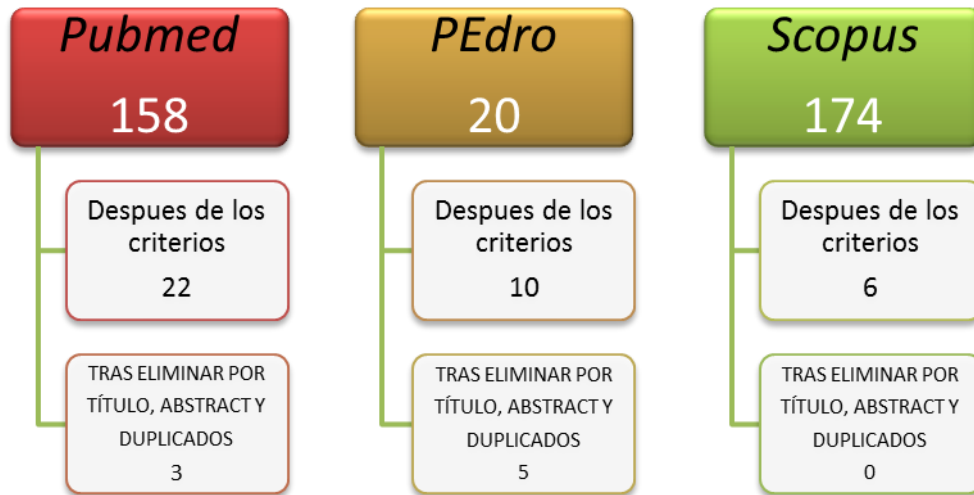 Pubmed
158
Despues de los
criterios
22
TRAS ELIMINAR POR
TÍTULO, ABSTRACT Y
DUPLICADOS
3
PEdro
20
Despues de los
criterios
10
TRAS ELIMINAR POR
TÍTULO, ABSTRACT Y
DUPLICADOS
5
Scopus
174
Despues de los
criterios
6
TRAS ELIMINAR POR
TÍTULO, ABSTRACT Y
DUPLICADOS
0